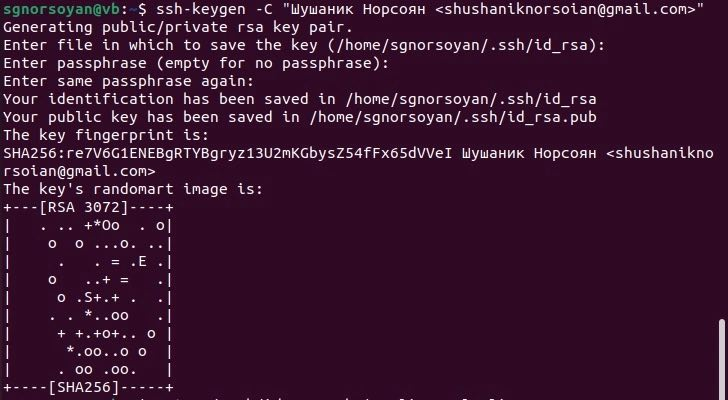 sgnorsoyan@vb:~$ ssh-keygen -C "Шушаник Норсоян <shushaniknorsoian@gmail.com>"
Generating public/private rsa key pair.
Enter file in which to save the key (/home/sgnorsoyan/.ssh/id_rsa):
Enter passphrase (empty for no passphrase):
Enter same passphrase again:
Your identification has been saved in /home/sgnorsoyan/.ssh/id_rsa
Your public key has been saved in /home/sgnorsoyan/.ssh/id_rsa.pub
The key fingerprint is:
SHA256:re7V6G1ENEBgRTYBgryz13U2mKGbysZ54fFx65dVVeI Шушаник Норсоян <shushanikno
rsoian@gmail.com>
The key's randomart image is:
+---[RSA 3072]----+
|   . .. +*Oo  . o|
|    o  o ...o. ..|
|     .   . = .E .|
|    o   ..+ =   .|
|     o .S+.+ .  .|
|    . . *..oo   .|
|     + +.+o+.. o |
|      *.oo..o o  |
|     . oo .oo.   |
+----[SHA256]-----+